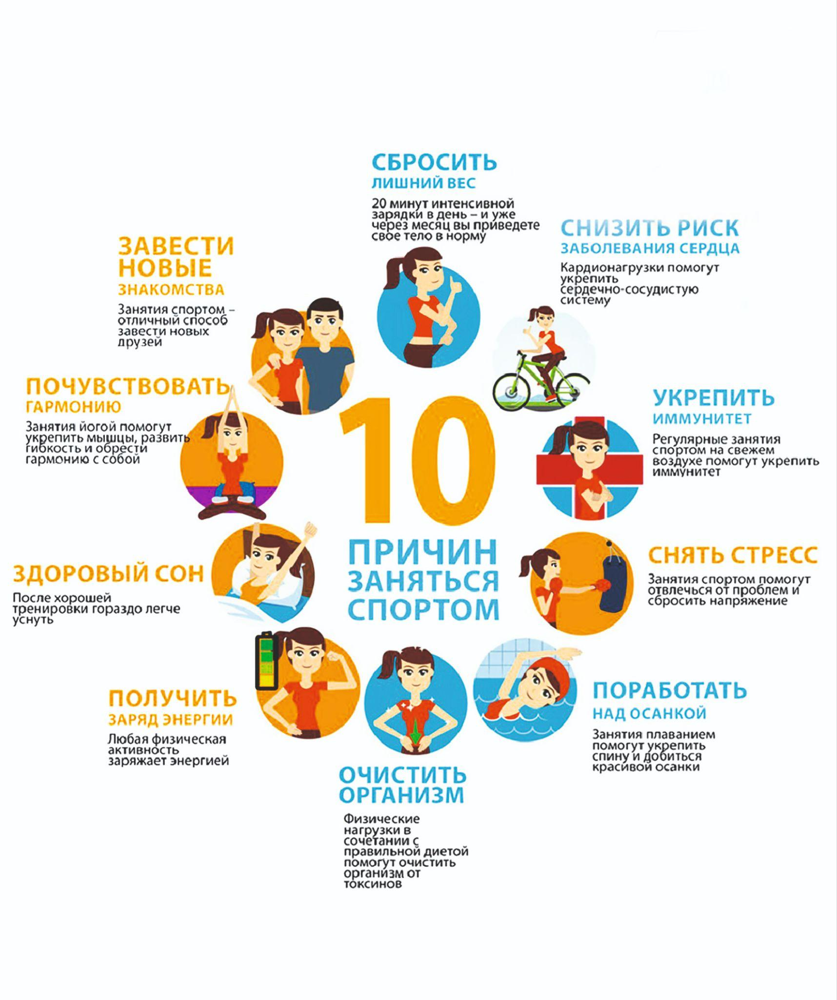 СБРОСИТЬ
ЛИШНИЙ ВЕС
20 минут интенсивной
зарядки в день – и уже
через месяц вы приведете
свое тело в норму
СНИЗИТЬ РИСК
ЗАБОЛЕВАНИЯ СЕРДЦА
Кардионагрузки помогут
укрепить
сердечно-сосудистую
систему
УКРЕПИТЬ
ИММУНИТЕТ
Регулярные занятия
спортом на свежем
воздухе помогут укрепить
иммунитет
СНЯТЬ СТРЕСС
Занятия спортом помогут
отвлечься от проблем и
сбросить напряжение
ПОРАБОТАТЬ
НАД ОСАНКОЙ
Занятия плаванием
помогут укрепить
спину и добиться
красивой осанки
ОЧИСТИТЬ
ОРГАНИЗМ
Физические
нагрузки в
сочетании с
правильной диетой
помогут очистить
организм от
токсинов
ПОЛУЧИТЬ
ЗАРЯД ЭНЕРГИИ
Любая физическая
активность
заряжает энергией
ЗДОРОВЫЙ СОН
После хорошей
тренировки гораздо легче
уснуть
ПОЧУВСТВОВАТЬ
ГАРМОНИЮ
Занятия йогой помогут
укрепить мышцы, развить
гибкость и обрести
гармонию с собой
ЗАВЕСТИ
НОВЫЕ
ЗНАКОМСТВА
Занятия спортом –
отличный способ
завести новых
друзей
10
ПРИЧИН
ЗАНЯТЬСЯ
СПОРТОМ